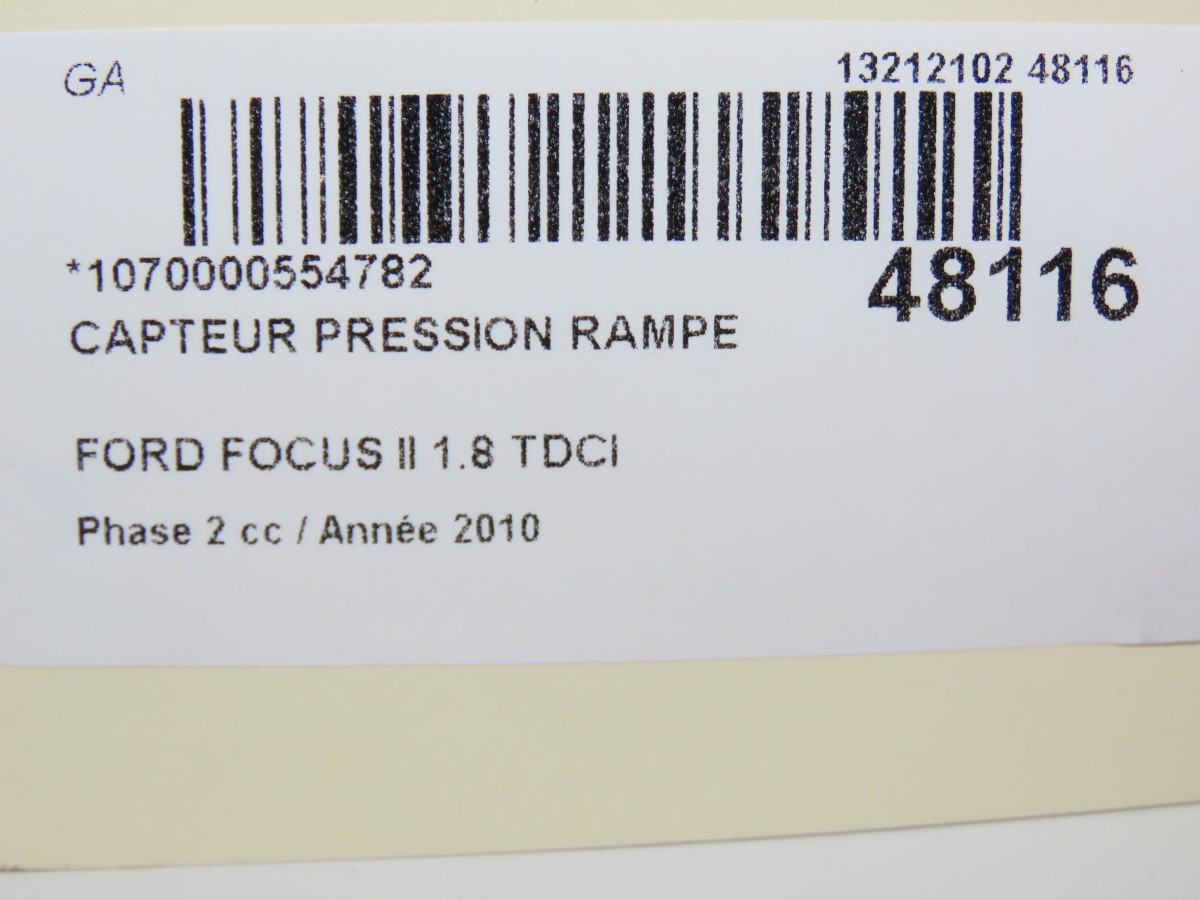 GA
13212102 48116
*1070000554782
48116
CAPTEUR PRESSION RAMPE
FORD FOCUS II 1.8 TDCI
Phase 2 cc / Année 2010